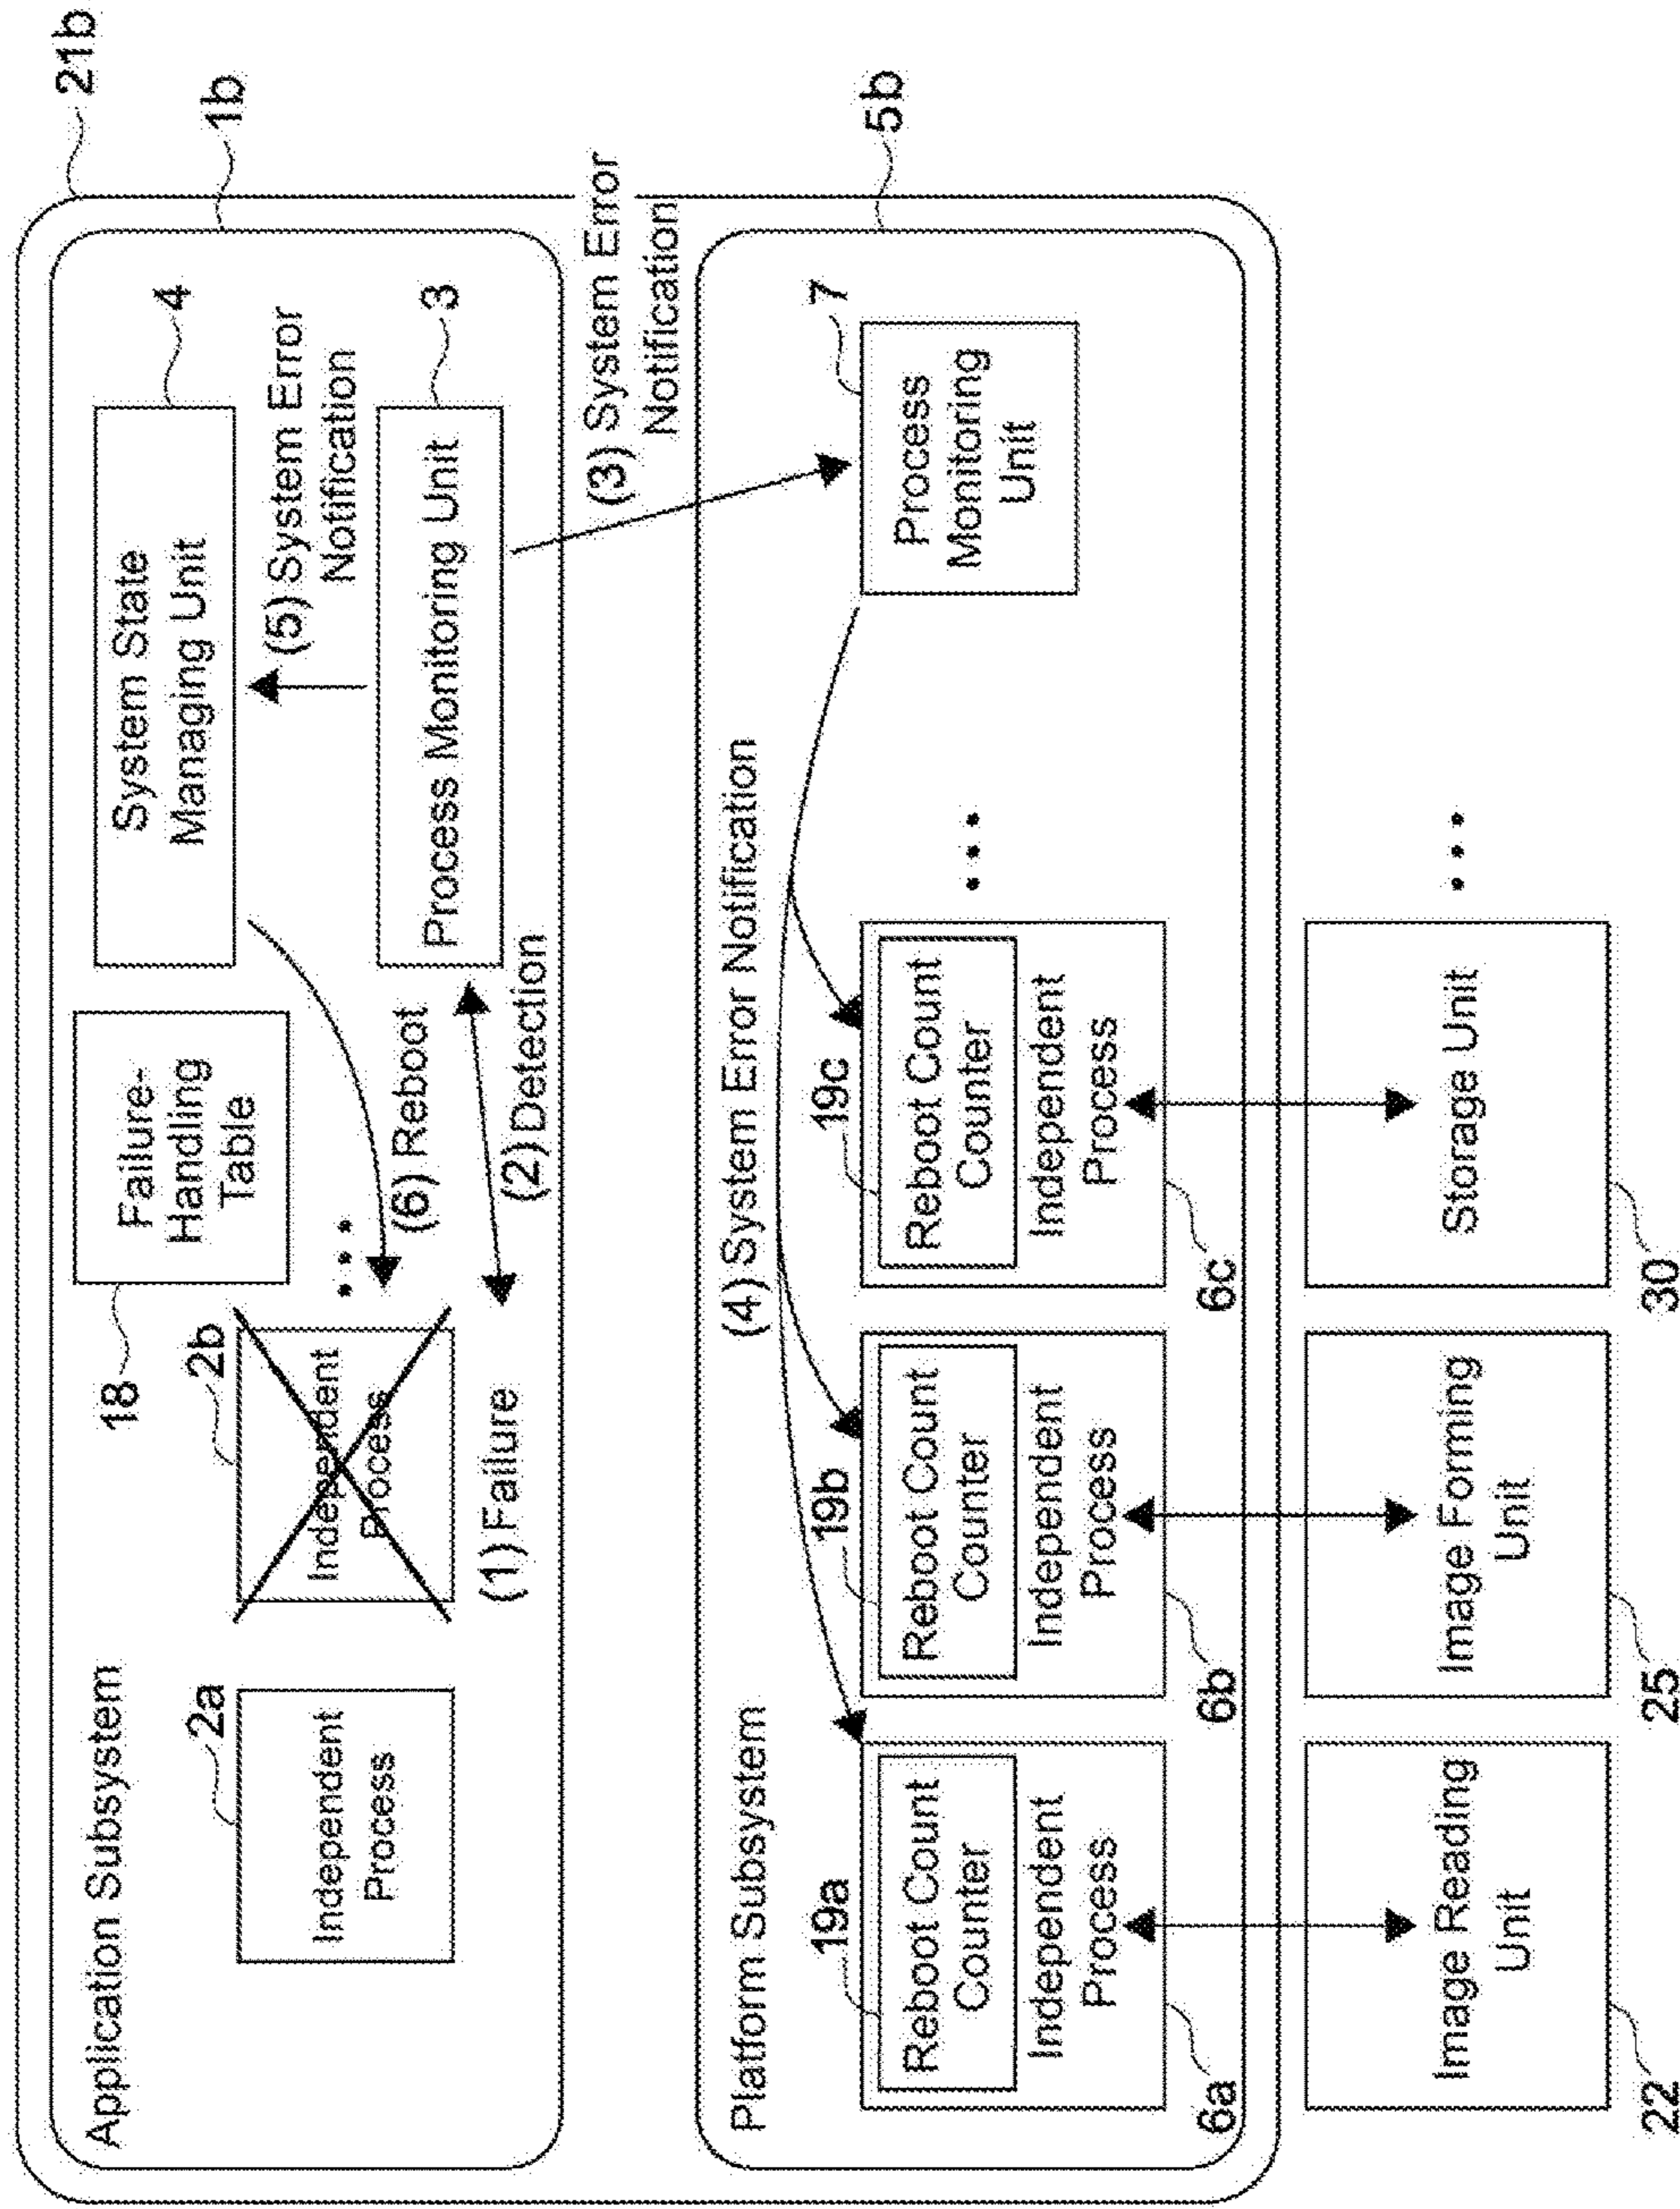 21b
1b
Application Subsystem
18
Failure-
Handling
Table
System State
Managing Unit
4
2a
Independent
Process
2b
Independent
Process
(5) System Error
Notification
(6) Reboot
Process Monitoring Unit
3
(1) Failure
(2) Detection
(3) System Error
Notification
5b
Platform Subsystem
(4) System Error Notification
19a
Reboot Count
Counter
Independent
Process
6a
19b
Reboot Count
Counter
Independent
Process
6b
19c
Reboot Count
Counter
Independent
Process
6c
...
7
Process
Monitoring
Unit
Image Reading
Unit
22
Image Forming
Unit
25
Storage Unit
30
...